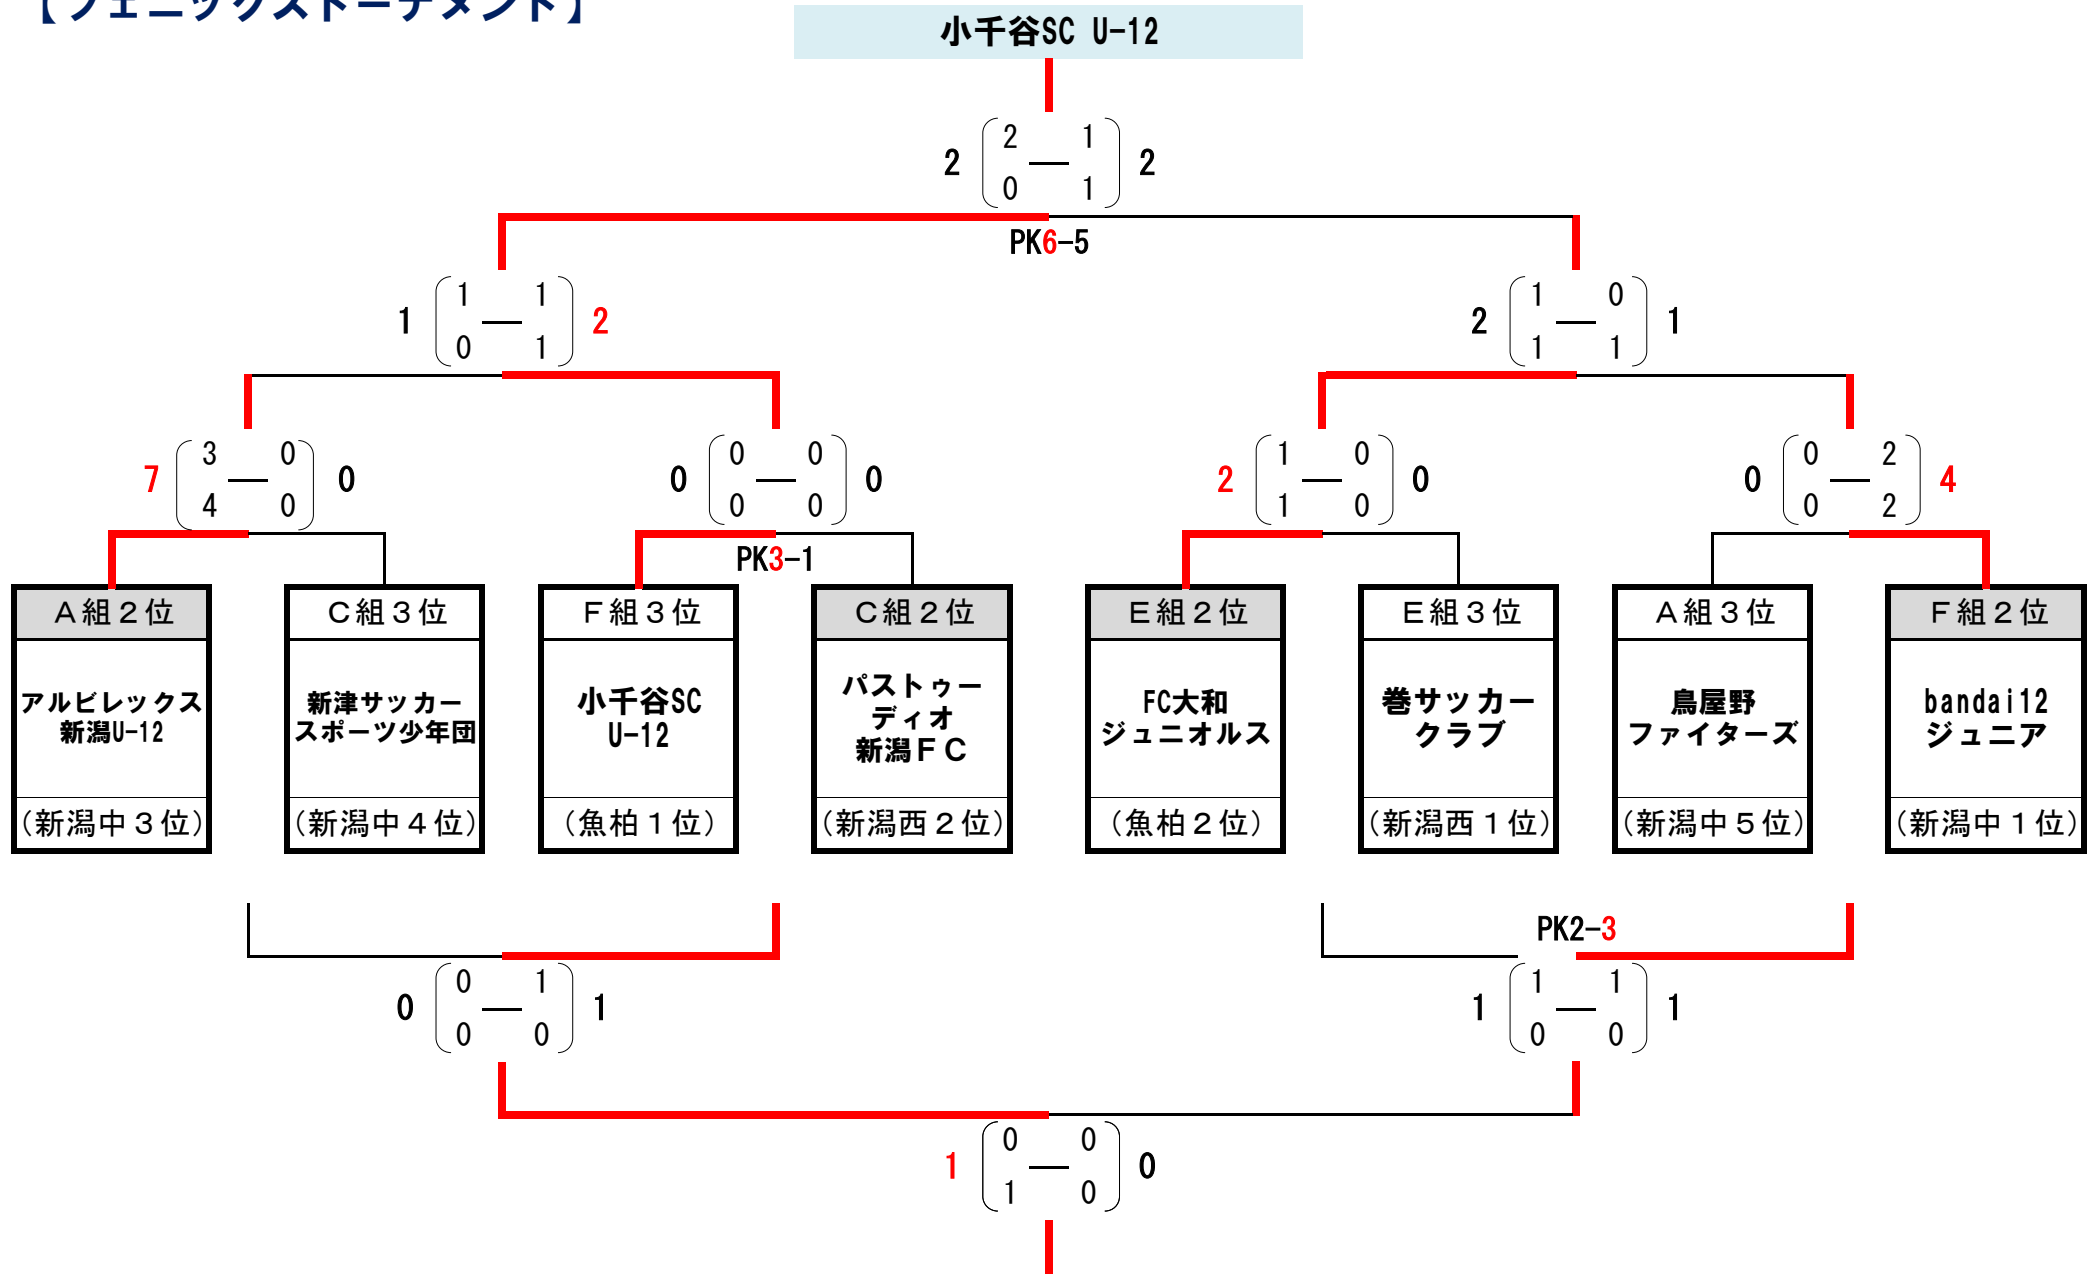 【フェニックストーナメント】
小千谷SC U-12
2 1
2 2
0 1
PK6-5
1 1
1 2
0 1
1 0
2 1
1 1
3 0
7 0
4 0
0 0
0 0
0 0
1 0
2 0
1 0
0 2
0 4
0 2
PK3-1
A組2位
C組3位
F組3位
C組2位
E組2位
E組3位
A組3位
F組2位
アルビレックス
新潟U-12
新津サッカー
スポーツ少年団
小千谷SC
U-12
パストゥー
ディオ
新潟FC
FC大和
ジュニオルス
巻サッカー
クラブ
鳥屋野
ファイターズ
bandai12
ジュニア
(新潟中3位)
(新潟中4位)
(魚柏1位)
(新潟西2位)
(魚柏2位)
(新潟西1位)
(新潟中5位)
(新潟中1位)
PK2-3
0 1
0 1
0 0
1 1
1 1
0 0
0 0
1 0
1 0